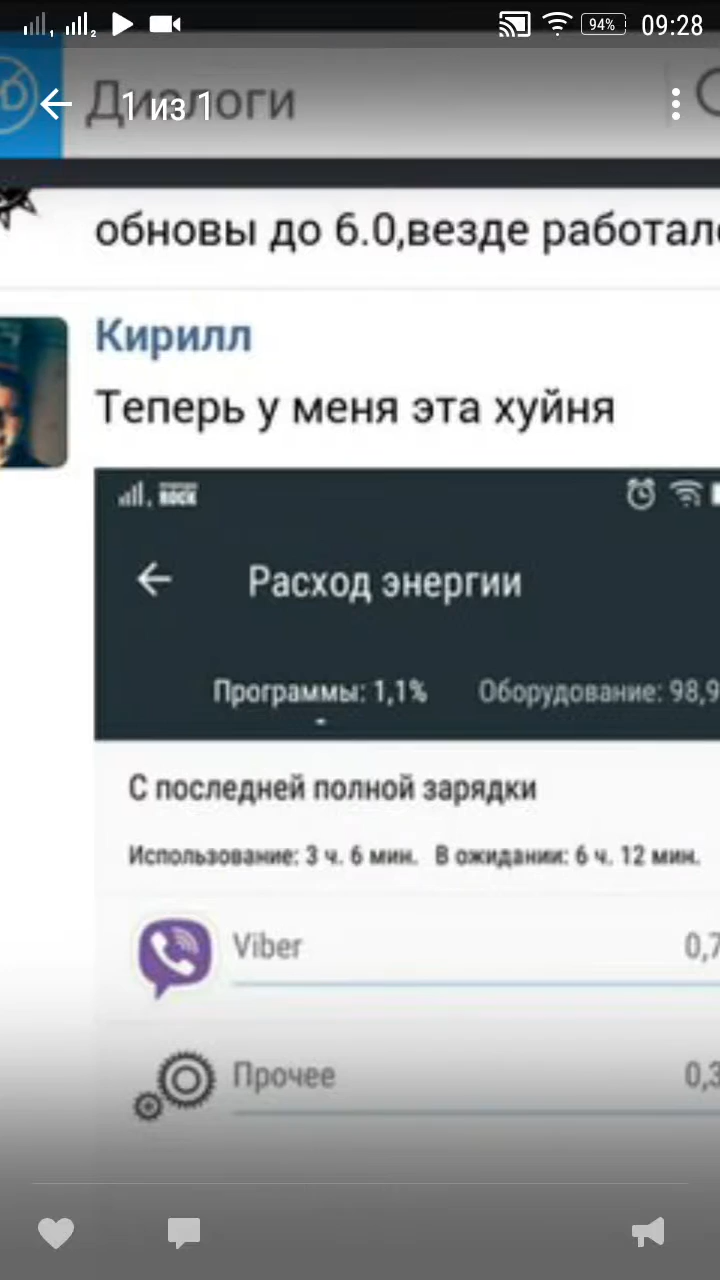 94% 09:28
Диалоги
1 из 1
обновы до 6.0,везде работал
Кирилл
Теперь у меня эта хуйня
ROCK
Расход энергии
Программы: 1,1% Оборудование: 98,9
С последней полной зарядки
Использование: 3 ч. 6 мин. В ожидании: 6 ч. 12 мин.
Viber 0,7
Прочее 0,3